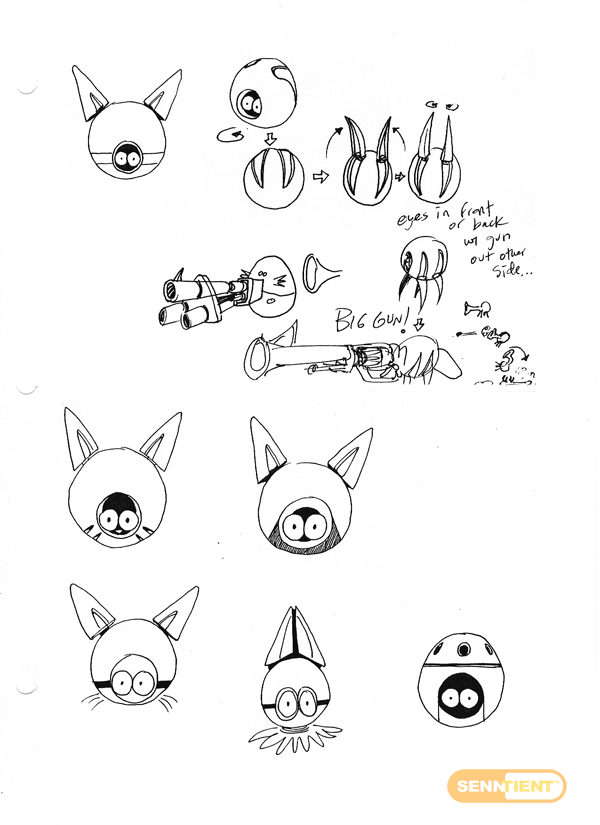 eyes in front
or back
w/ gun
out other
side...
BIG GUN!
SENNTIENT